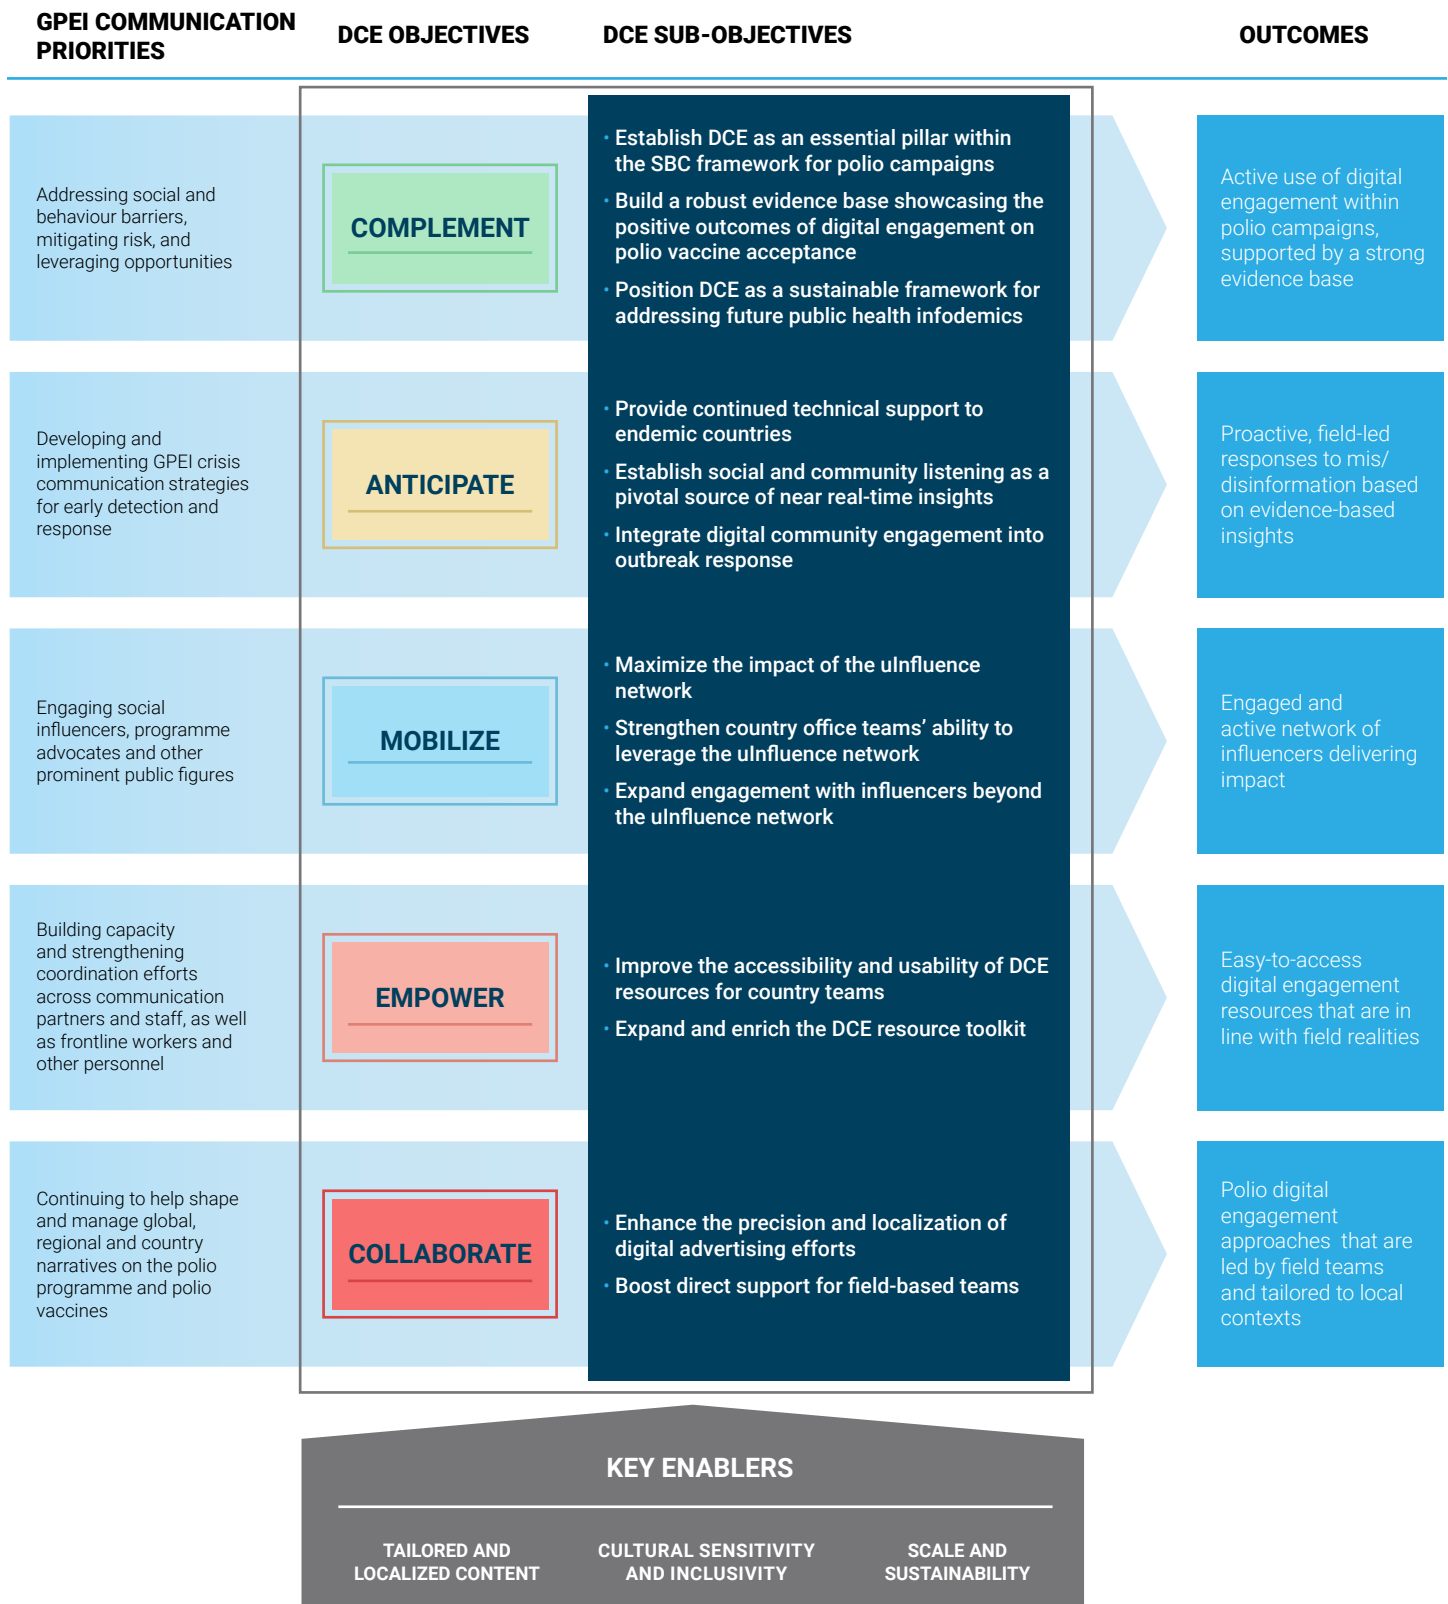 GPEI COMMUNICATION
PRIORITIES
DCE OBJECTIVES
DCE SUB-OBJECTIVES
OUTCOMES
Addressing social and
behaviour barriers,
mitigating risk, and
leveraging opportunities
COMPLEMENT
· Establish DCE as an essential pillar within
the SBC framework for polio campaigns
· Build a robust evidence base showcasing the
positive outcomes of digital engagement on
polio vaccine acceptance
· Position DCE as a sustainable framework for
addressing future public health infodemics
Active use of digital
engagement within
polio campaigns,
supported by a strong
evidence base
Developing and
implementing GPEI crisis
communication strategies
for early detection and
response
ANTICIPATE
· Provide continued technical support to
endemic countries
· Establish social and community listening as a
pivotal source of near real-time insights
· Integrate digital community engagement into
outbreak response
Proactive, field-led
responses to mis/
disinformation based
on evidence-based
insights
Engaging social
influencers, programme
advocates and other
prominent public figures
MOBILIZE
· Maximize the impact of the uInfluence
network
· Strengthen country office teams’ ability to
leverage the uInfluence network
· Expand engagement with influencers beyond
the uInfluence network
Engaged and
active network of
influencers delivering
impact
Building capacity
and strengthening
coordination efforts
across communication
partners and staff, as well
as frontline workers and
other personnel
EMPOWER
· Improve the accessibility and usability of DCE
resources for country teams
· Expand and enrich the DCE resource toolkit
Easy-to-access
digital engagement
resources that are in
line with field realities
Continuing to help shape
and manage global,
regional and country
narratives on the polio
programme and polio
vaccines
COLLABORATE
· Enhance the precision and localization of
digital advertising efforts
· Boost direct support for field-based teams
Polio digital
engagement
approaches that are
led by field teams
and tailored to local
contexts
KEY ENABLERS
TAILORED AND
LOCALIZED CONTENT
CULTURAL SENSITIVITY
AND INCLUSIVITY
SCALE AND
SUSTAINABILITY